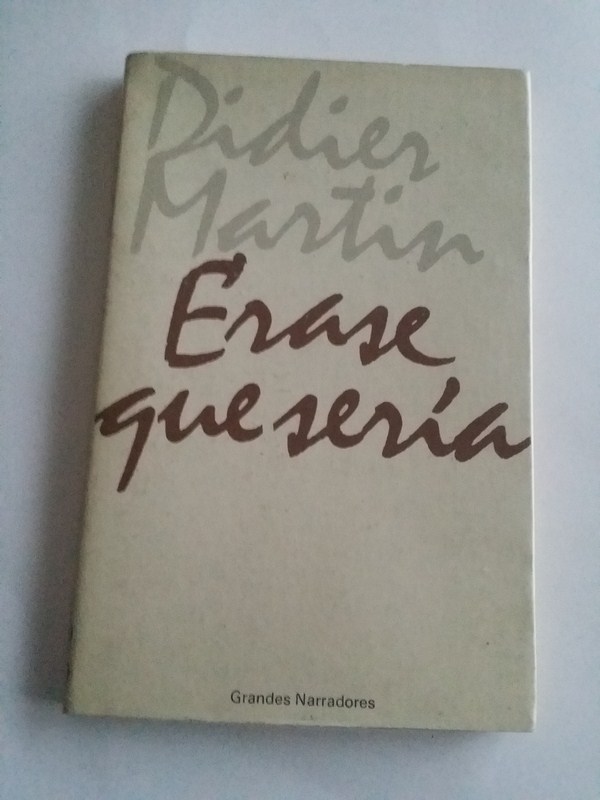 Didier
Martin
Erase
que sería
Grandes Narradores